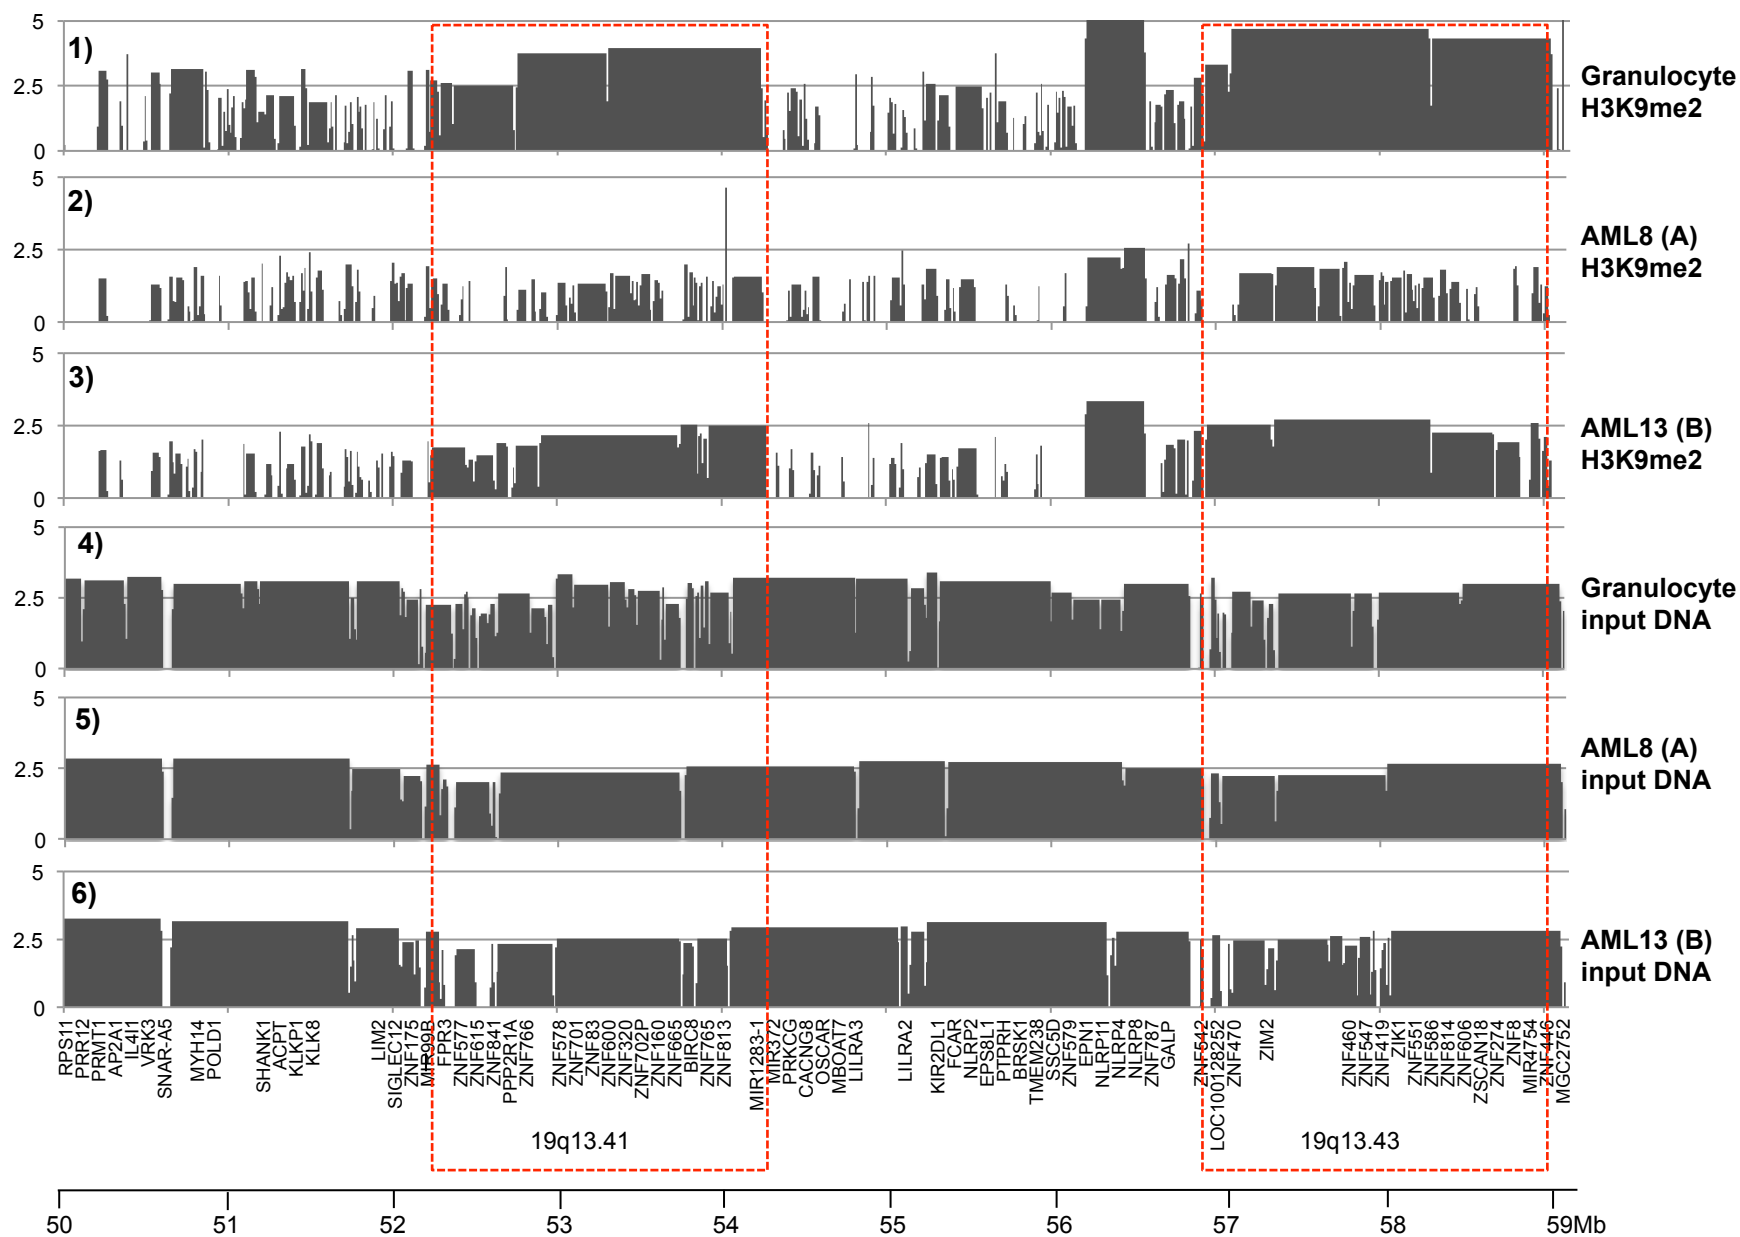 5
2.5
0
1)
Granulocyte
H3K9me2
5
2.5
0
2)
AML8 (A)
H3K9me2
5
2.5
0
3)
AML13 (B)
H3K9me2
5
2.5
0
4)
Granulocyte
input DNA
5
2.5
0
5)
AML8 (A)
input DNA
5
2.5
0
6)
AML13 (B)
input DNA
RPS11
PRR12
PRMT1
AP2A1
IL4I1
VRK3
SNAR-A5
MYH14
POLD1
SHANK1
ACPT
KLKP1
KLK8
LIM2
SIGLEC12
ZNF175
MIR99B
FPR3
ZNF577
ZNF615
ZNF841
PPP2R1A
ZNF766
ZNF578
ZNF701
ZNF83
ZNF600
ZNF320
ZNF702P
ZNF160
ZNF665
BIRC8
ZNF765
ZNF813
MIR1283-1
MIR372
PRKCG
CACNG8
OSCAR
MBOAT7
LILRA3
LILRA2
KIR2DL1
FCAR
NLRP2
EPS8L1
PTPRH
BRSK1
TMEM238
SSC5D
ZNF579
EPN1
NLRP11
NLRP4
NLRP8
ZNF787
GALP
ZNF542
LOC100128252
ZNF470
ZIM2
ZNF460
ZNF547
ZNF419
ZIK1
ZNF551
ZNF586
ZNF814
ZNF606
ZSCAN18
ZNF274
ZNF8
MIR4754
ZNF446
MGC2752
19q13.41
19q13.43
50
51
52
53
54
55
56
57
58
59Mb